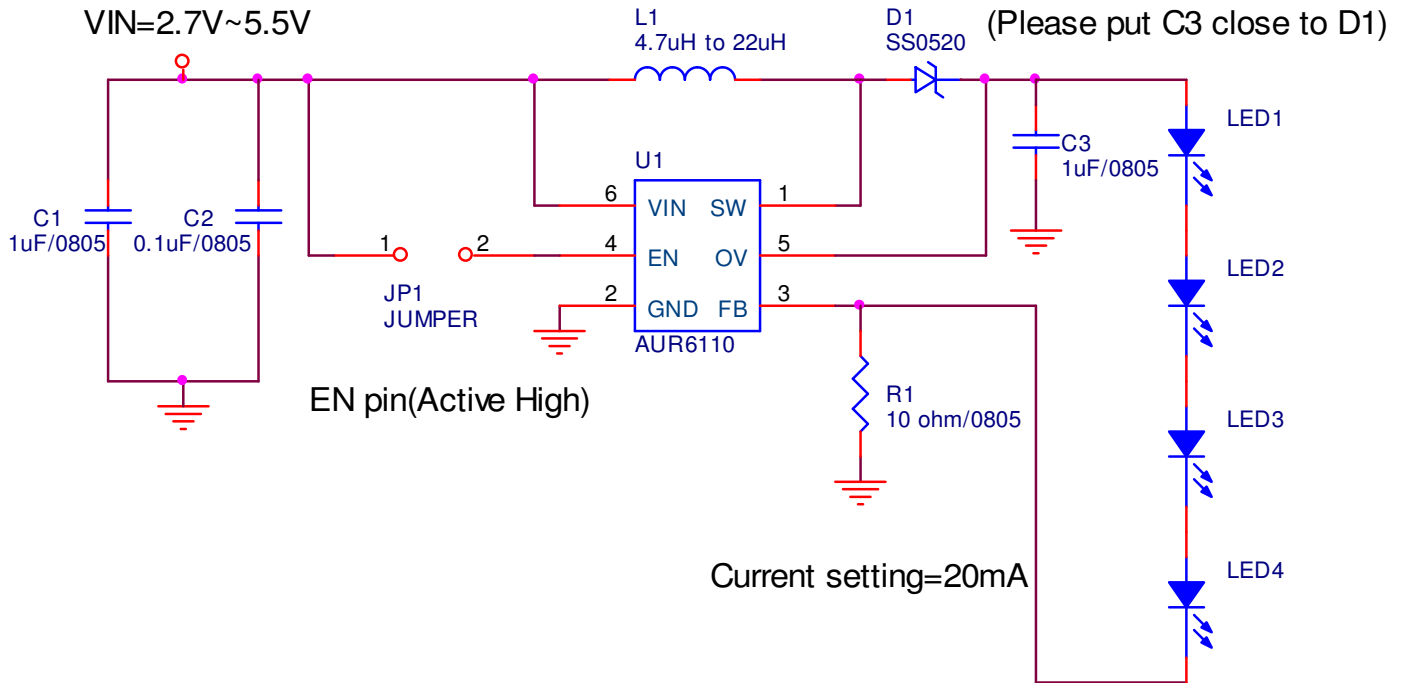 VIN=2.7V~5.5V
L1
4.7uH to 22uH
D1
SS0520
(Please put C3 close to D1)
LED1
C3
1uF/0805
U1
C1
1uF/0805
C2
0.1uF/0805
6
VIN
SW
1
1
2
4
EN
OV
5
LED2
JP1
JUMPER
2
GND
FB
3
AUR6110
EN pin(Active High)
R1
10 ohm/0805
LED3
Current setting=20mA
LED4